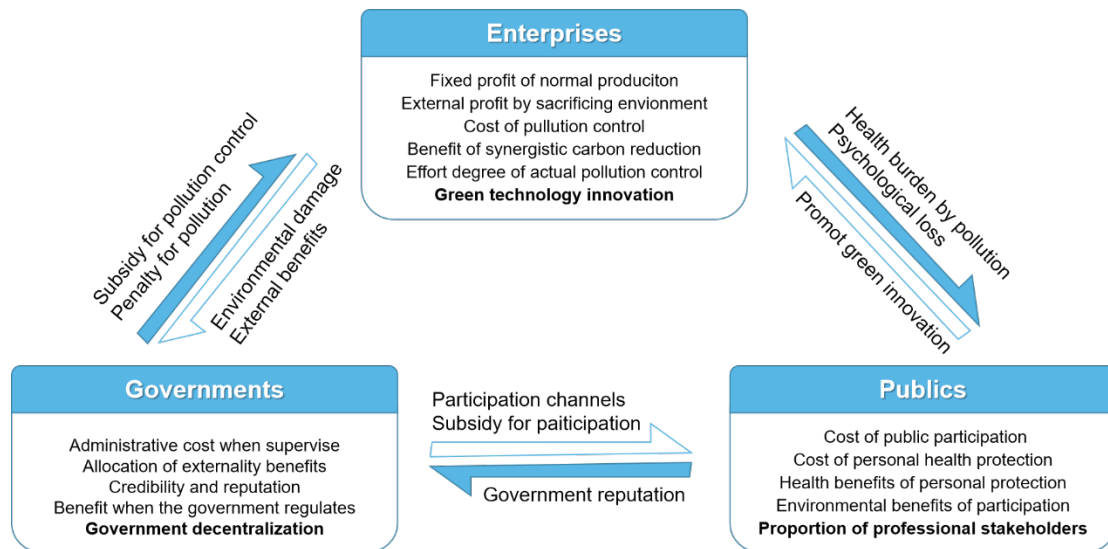 Enterprises
Fixed profit of normal produciton
External profit by sacrificing envionment
Cost of pullution control
Benefit of synergistic carbon reduction
Effort degree of actual pollution control
Green technology innovation
Subsidy for pollution control
Penalty for pollution
Environmental damage
External benefits
Health burden by pollution
Psychological loss
Promot green innovation
Governments
Administrative cost when supervise
Allocation of externality benefits
Credibility and reputation
Benefit when the government regulates
Government decentralization
Participation channels
Subsidy for paiticipation
Government reputation
Publics
Cost of public participation
Cost of personal health protection
Health benefits of personal protection
Environmental benefits of participation
Proportion of professional stakeholders